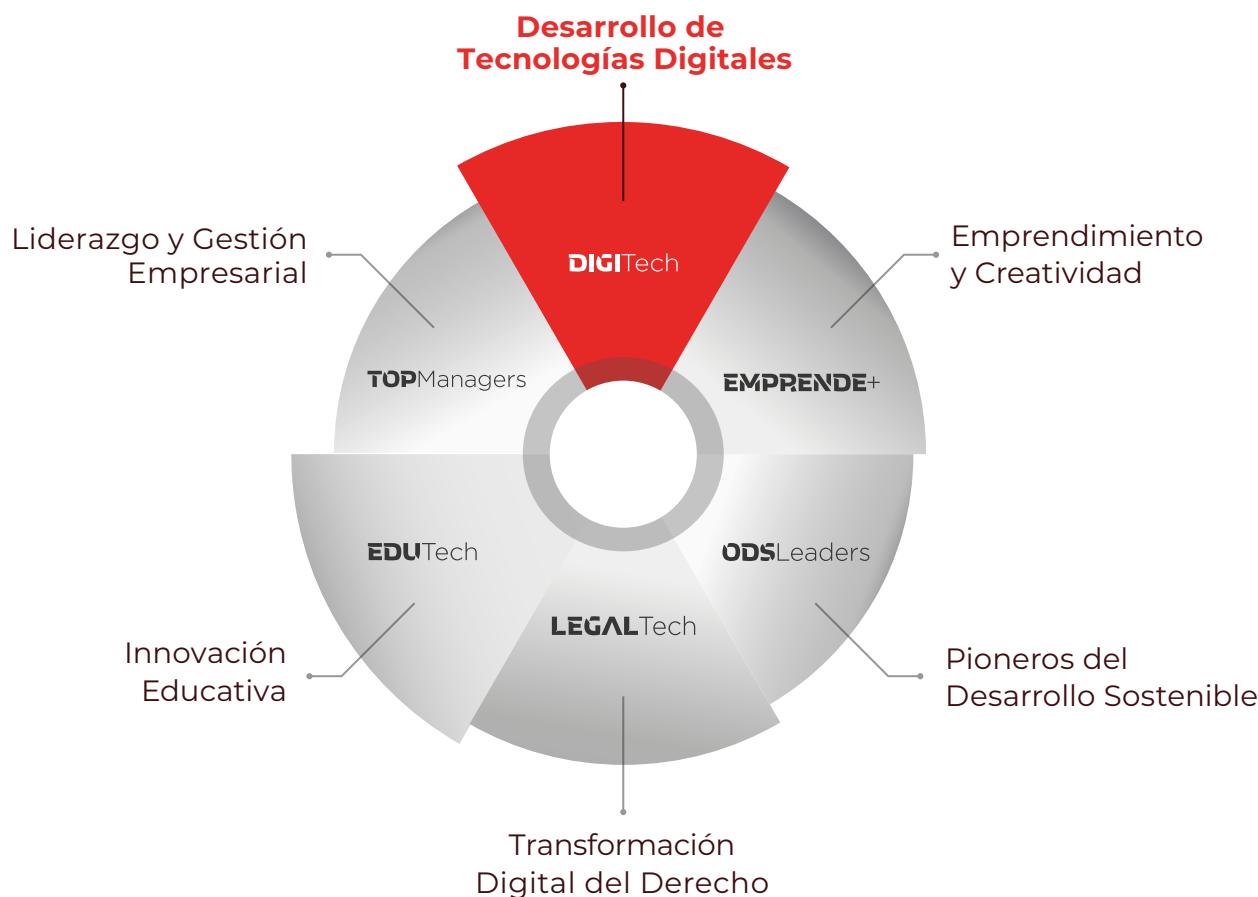 Desarrollo de
Tecnologías Digitales
DIGITech
Liderazgo y Gestión
Empresarial
Emprendimiento
y Creatividad
TOPManagers
EMPRENDE+
EDUTech
ODSLeaders
LEGALTech
Innovación
Educativa
Pioneros del
Desarrollo Sostenible
Transformación
Digital del Derecho